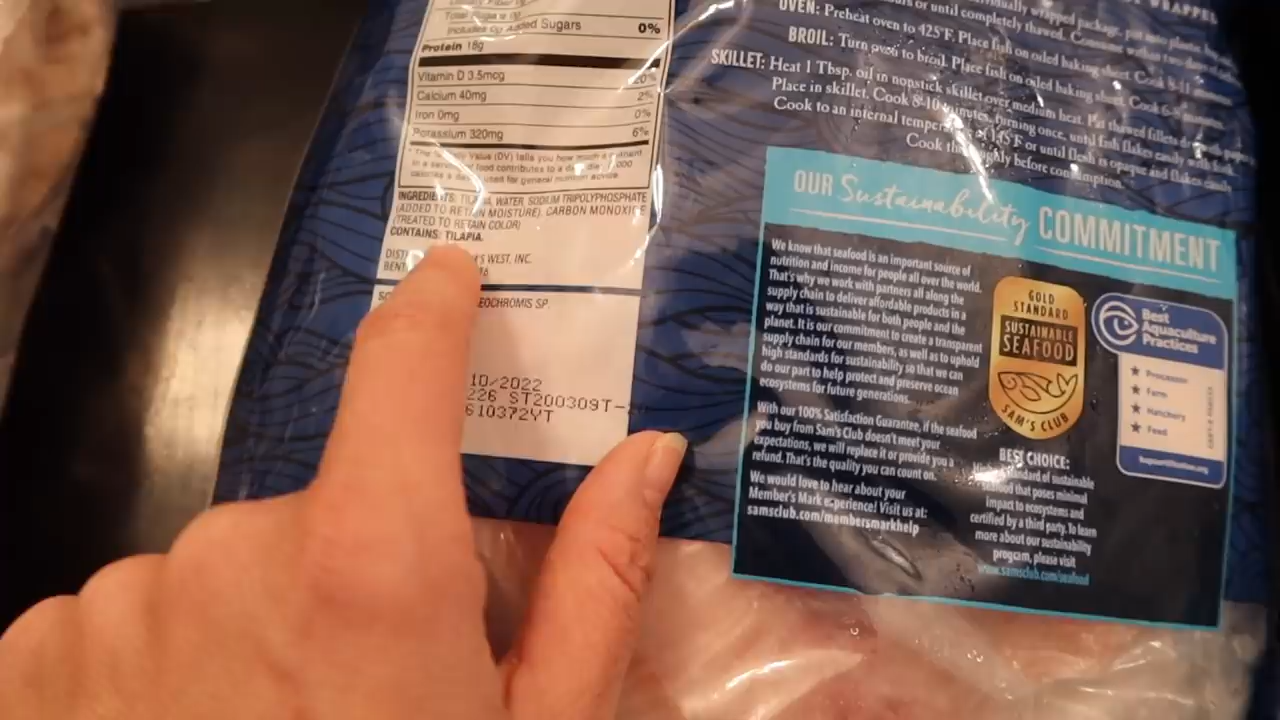 Includes 0g Added Sugars 0%
Protein 18g
Vitamin D 3.5mcg 20%
Calcium 40mg 2%
Iron 0mg 0%
Potassium 320mg 6%
INGREDIENTS: TILAPIA, WATER, SODIUM TRIPOLYPHOSPHATE
(ADDED TO RETAIN MOISTURE), CARBON MONOXIDE
(TREATED TO RETAIN COLOR)
CONTAINS: TILAPIA.
WEST, INC.
BENT
SP.
10/2022
226 ST200309T-
610372YT
OVEN: Preheat oven to 425°F. Place fish on oiled baking sheet. Cook 8-11 minutes.
BROIL: Turn oven to broil. Place fish on oiled baking sheet. Cook 6-9 minutes.
SKILLET: Heat 1 Tbsp. oil in nonstick skillet over medium heat. Pat thawed fillets dry
Place in skillet. Cook 8-10 minutes, turning once, until fish flakes easily with fork.
Cook to an internal temperature of 145°F or until flesh is opaque and flakes easily
Cook thoroughly before consumption.
OUR Sustainability COMMITMENT
We know that seafood is an important source of
nutrition and income for people all over the world.
That's why we work with partners all along the
supply chain to deliver affordable products in a
way that is sustainable for both people and the
planet. It is our commitment to create a transparent
supply chain for our members, as well as to uphold
high standards for sustainability so that we can
do our part to help protect and preserve ocean
ecosystems for future generations.
With our 100% Satisfaction Guarantee, if the seafood
you buy from Sam's Club doesn't meet your
expectations, we will replace it or provide you a
refund. That's the quality you can count on.
We would love to hear about your
Member's Mark experience! Visit us at:
samsclub.com/membersmarkhelp
GOLD
STANDARD
SUSTAINABLE
SEAFOOD
SAM'S CLUB
BEST CHOICE:
standard of sustainable
seafood that poses minimal
impact to ecosystems and
certified by a third party. To learn
more about our sustainability
program, please visit
www.samsclub.com/seafood
Best
Aquaculture
Practices
★ Processor
★ Farm
★ Hatchery
★ Feed
bapcertification.org